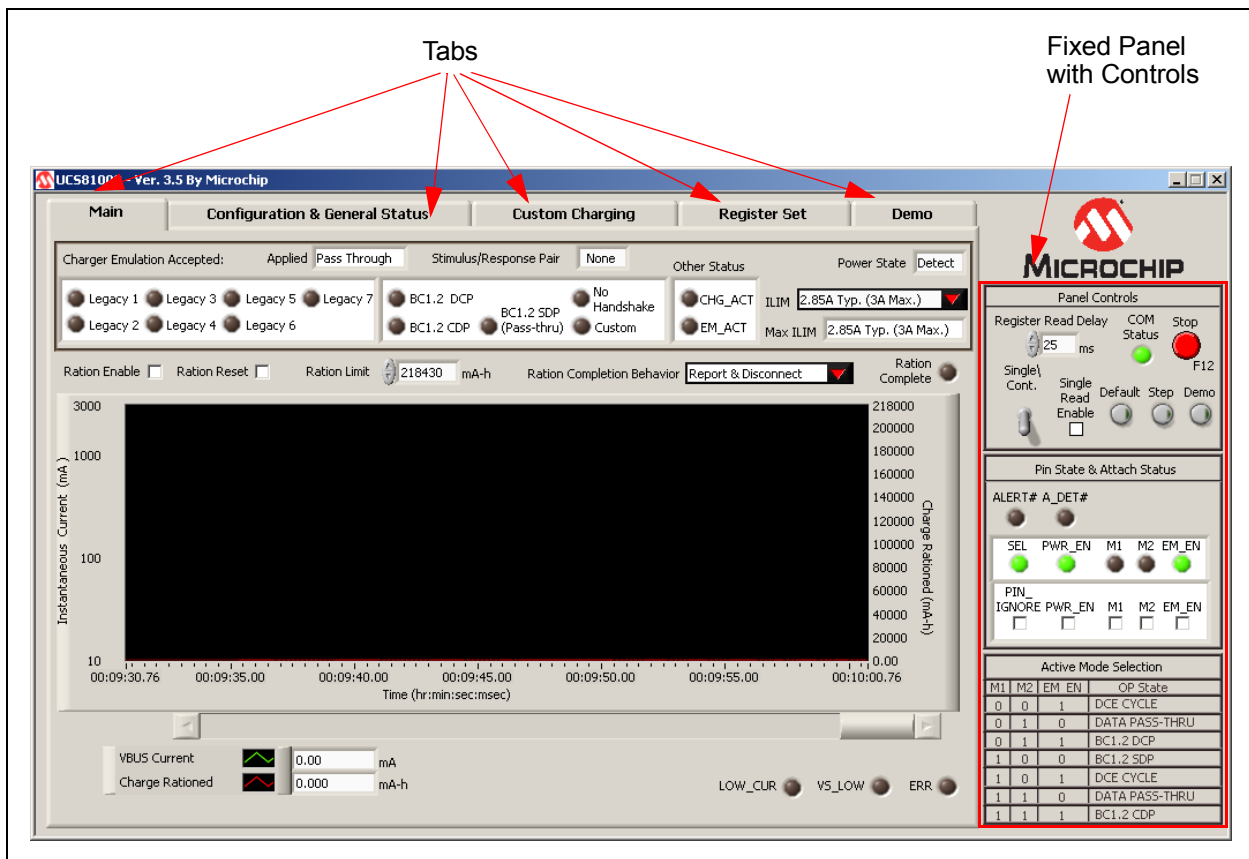 Tabs
Fixed Panel
with Controls
Ver. 3.5 By Microchip
Main
Configuration & General Status
Custom Charging
Register Set
Demo
MICROCHIP
Charger Emulation Accepted:
Applied Pass Through
Stimulus/Response Pair None
Other Status
Power State Detect
Legacy 1 Legacy 3 Legacy 5 Legacy 7
Legacy 2 Legacy 4 Legacy 6
BC1.2 DCP
BC1.2 CDP
BC1.2 SDP
(Pass-thru)
No
Handshake
Custom
CHG_ACT
EM_ACT
ILIM 2.85A Typ. (3A Max.)
Max ILIM 2.85A Typ. (3A Max.)
Ration Enable
Ration Reset
Ration Limit 218430 mA-h
Ration Completion Behavior Report & Disconnect
Ration
Complete
Instantaneous Current (mA)
3000
1000
100
10
218000
200000
180000
160000
140000
120000
100000
80000
60000
40000
20000
0.00
Charge Rationed (mA-h)
00:09:30.76 00:09:35.00 00:09:40.00 00:09:45.00 00:09:50.00 00:09:55.00 00:10:00.76
Time (hr:min:sec:msec)
VBUS Current 0.00 mA
Charge Rationed 0.000 mA-h
LOW_CUR VS_LOW ERR
Panel Controls
Register Read Delay
25 ms
COM
Status
Stop
F12
Single\
Cont.
Single
Read
Enable
Default Step Demo
Pin State & Attach Status
ALERT# A_DET#
SEL PWR_EN M1 M2 EM_EN
PIN_
IGNORE PWR_EN M1 M2 EM_EN
Active Mode Selection
M1 M2 EM EN OP State
0 0 1 DCE CYCLE
0 1 0 DATA PASS-THRU
0 1 1 BC1.2 DCP
1 0 0 BC1.2 SDP
1 0 1 DCE CYCLE
1 1 0 DATA PASS-THRU
1 1 1 BC1.2 CDP